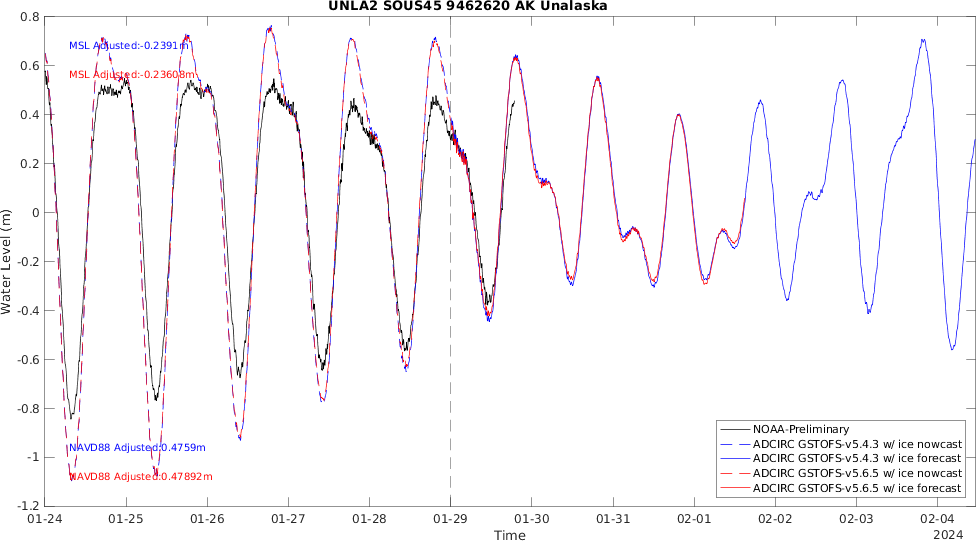 UNLA2 SOUS45 9462620 AK Unalaska
0.8
0.6
0.4
0.2
0
-0.2
-0.4
-0.6
-0.8
-1
-1.2
Water Level (m)
MSL Adjusted:-0.2391m
MSL Adjusted:-0.23608m
NAVD88 Adjusted:0.4759m
NAVD88 Adjusted:0.47892m
NOAA-Preliminary
ADCIRC GSTOFS-v5.4.3 w/ ice nowcast
ADCIRC GSTOFS-v5.4.3 w/ ice forecast
ADCIRC GSTOFS-v5.6.5 w/ ice nowcast
ADCIRC GSTOFS-v5.6.5 w/ ice forecast
01-24 01-25 01-26 01-27 01-28 01-29 01-30 01-31 02-01 02-02 02-03 02-04
Time
2024